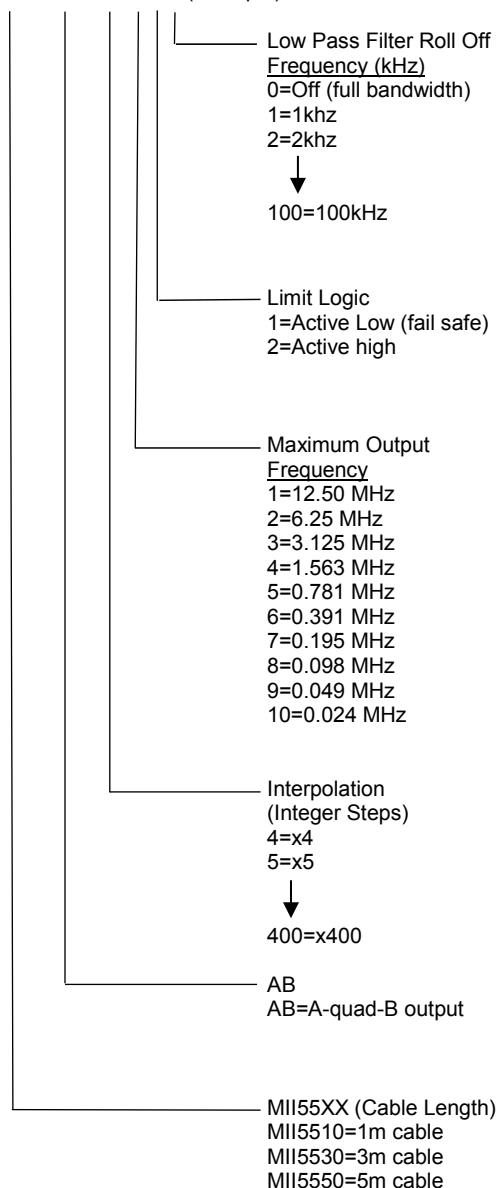 Low Pass Filter Roll Off
Frequency (kHz)
0=Off (full bandwidth)
1=1khz
2=2khz
100=100kHz
Limit Logic
1=Active Low (fail safe)
2=Active high
Maximum Output
Frequency
1=12.50 MHz
2=6.25 MHz
3=3.125 MHz
4=1.563 MHz
5=0.781 MHz
6=0.391 MHz
7=0.195 MHz
8=0.098 MHz
9=0.049 MHz
10=0.024 MHz
Interpolation
(Integer Steps)
4=x4
5=x5
400=x400
AB
AB=A-quad-B output
MII55XX (Cable Length)
MII5510=1m cable
MII5530=3m cable
MII5550=5m cable